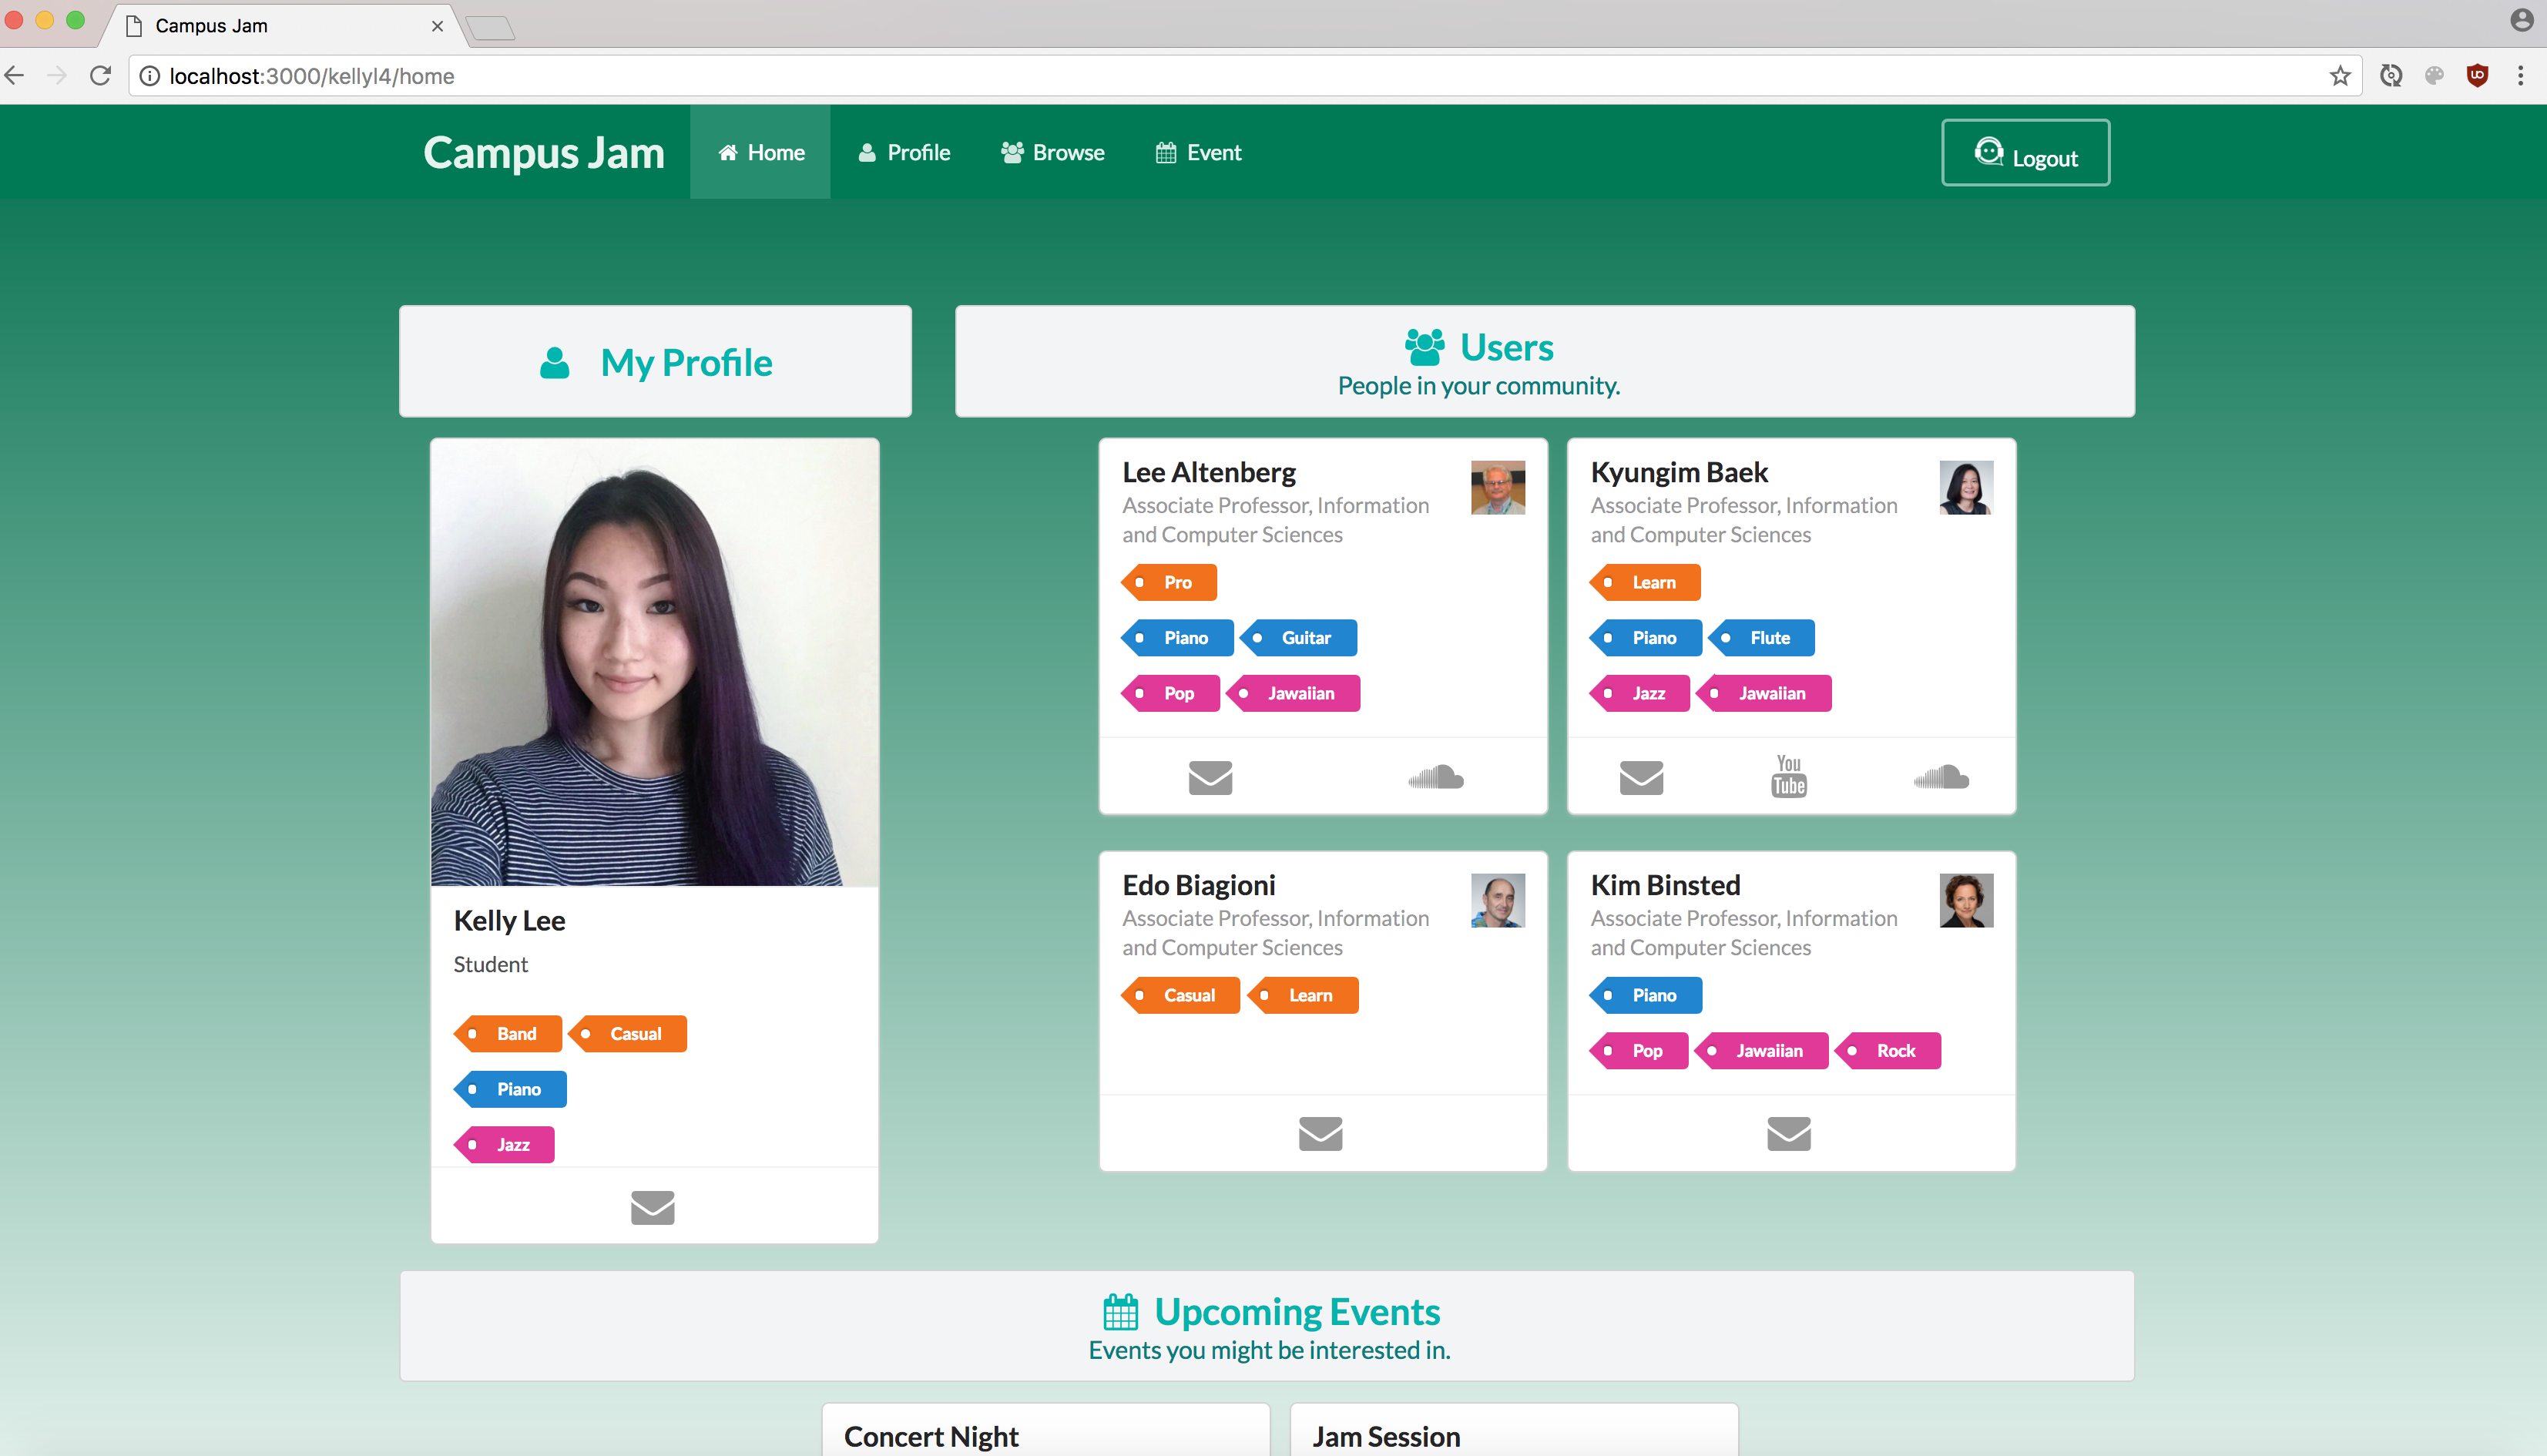 Campus Jam
localhost:3000/kellyl4/home
Campus Jam
Home
Profile
Browse
Event
Logout
My Profile
Users
People in your community.
Kelly Lee
Student
Band
Casual
Piano
Jazz
Lee Altenberg
Associate Professor, Information
and Computer Sciences
Pro
Piano
Guitar
Pop
Jawaiian
Kyungim Baek
Associate Professor, Information
and Computer Sciences
Learn
Piano
Flute
Jazz
Jawaiian
You
Tube
Edo Biagioni
Associate Professor, Information
and Computer Sciences
Casual
Learn
Kim Binsted
Associate Professor, Information
and Computer Sciences
Piano
Pop
Jawaiian
Rock
Upcoming Events
Events you might be interested in.
Concert Night
Jam Session